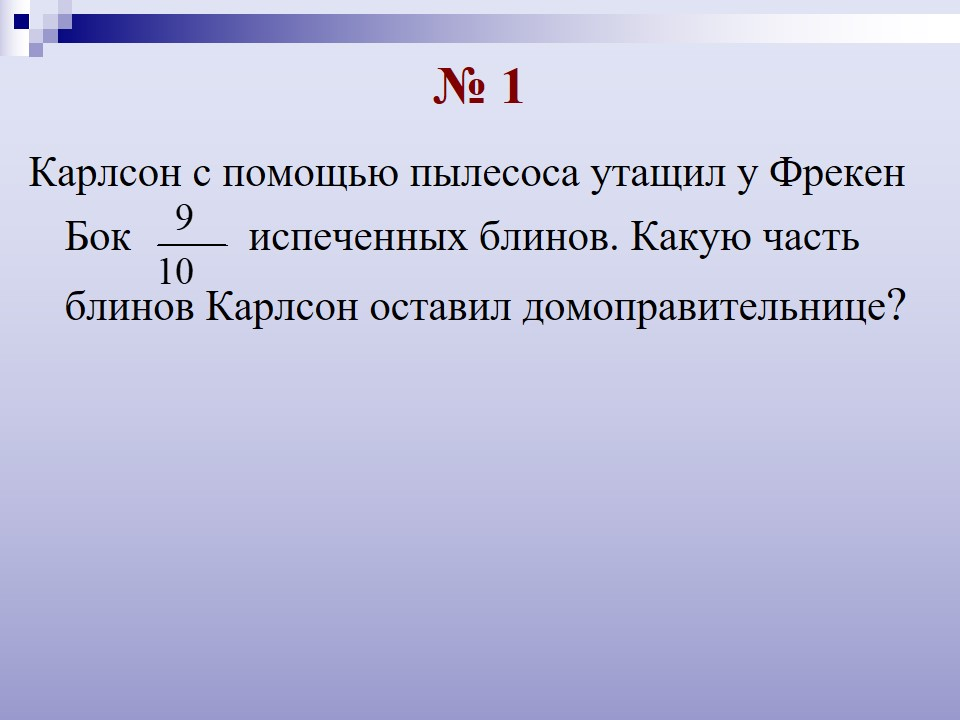 № 1
Карлсон с помощью пылесоса утащил у Фрекен
Бок 9/10 испеченных блинов. Какую часть
блинов Карлсон оставил домоправительнице?